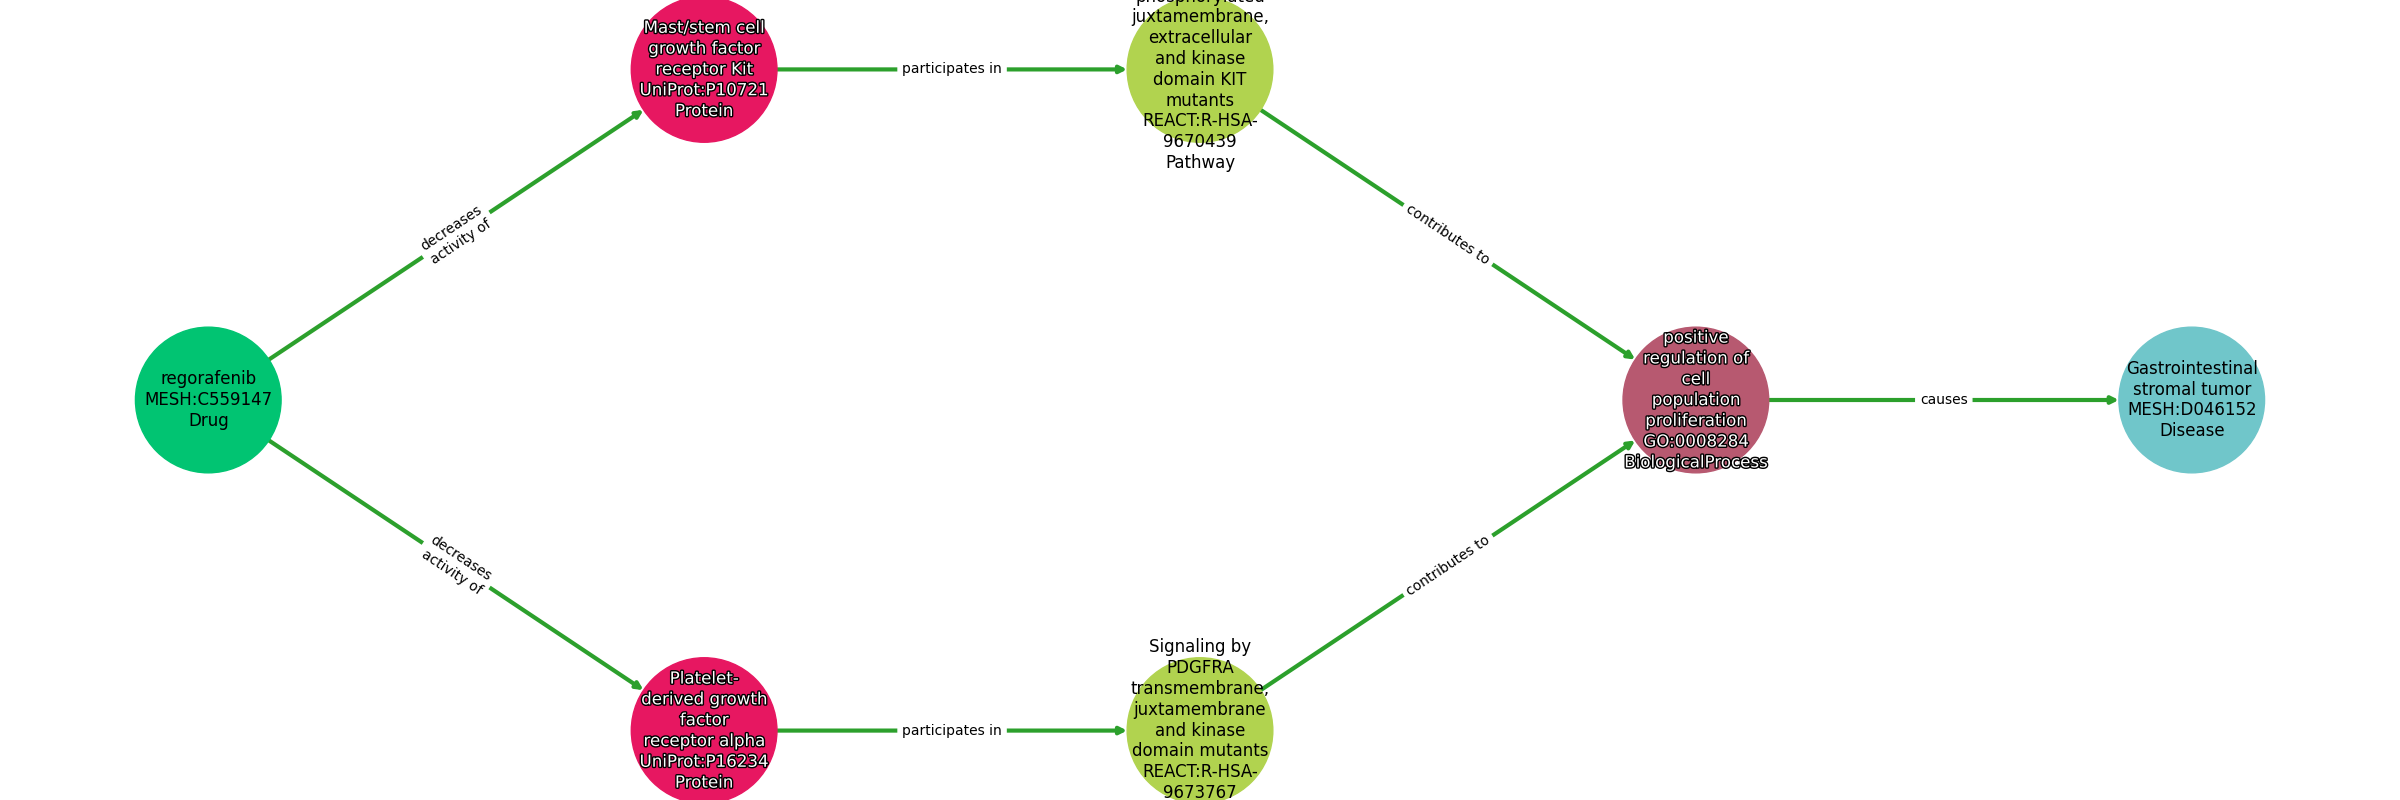 Mast/stem cell
growth factor
receptor Kit
UniProt:P10721
Protein
participates in
phosphorylated
juxtamembrane,
extracellular
and kinase
domain KIT
mutants
REACT:R-HSA-
9670439
Pathway
decreases
activity of
contributes to
regorafenib
MESH:C559147
Drug
positive
regulation of
cell
population
proliferation
GO:0008284
BiologicalProcess
causes
Gastrointestinal
stromal tumor
MESH:D046152
Disease
decreases
activity of
contributes to
Platelet-
derived growth
factor
receptor alpha
UniProt:P16234
Protein
participates in
Signaling by
PDGFRA
transmembrane,
juxtamembrane
and kinase
domain mutants
REACT:R-HSA-
9673767